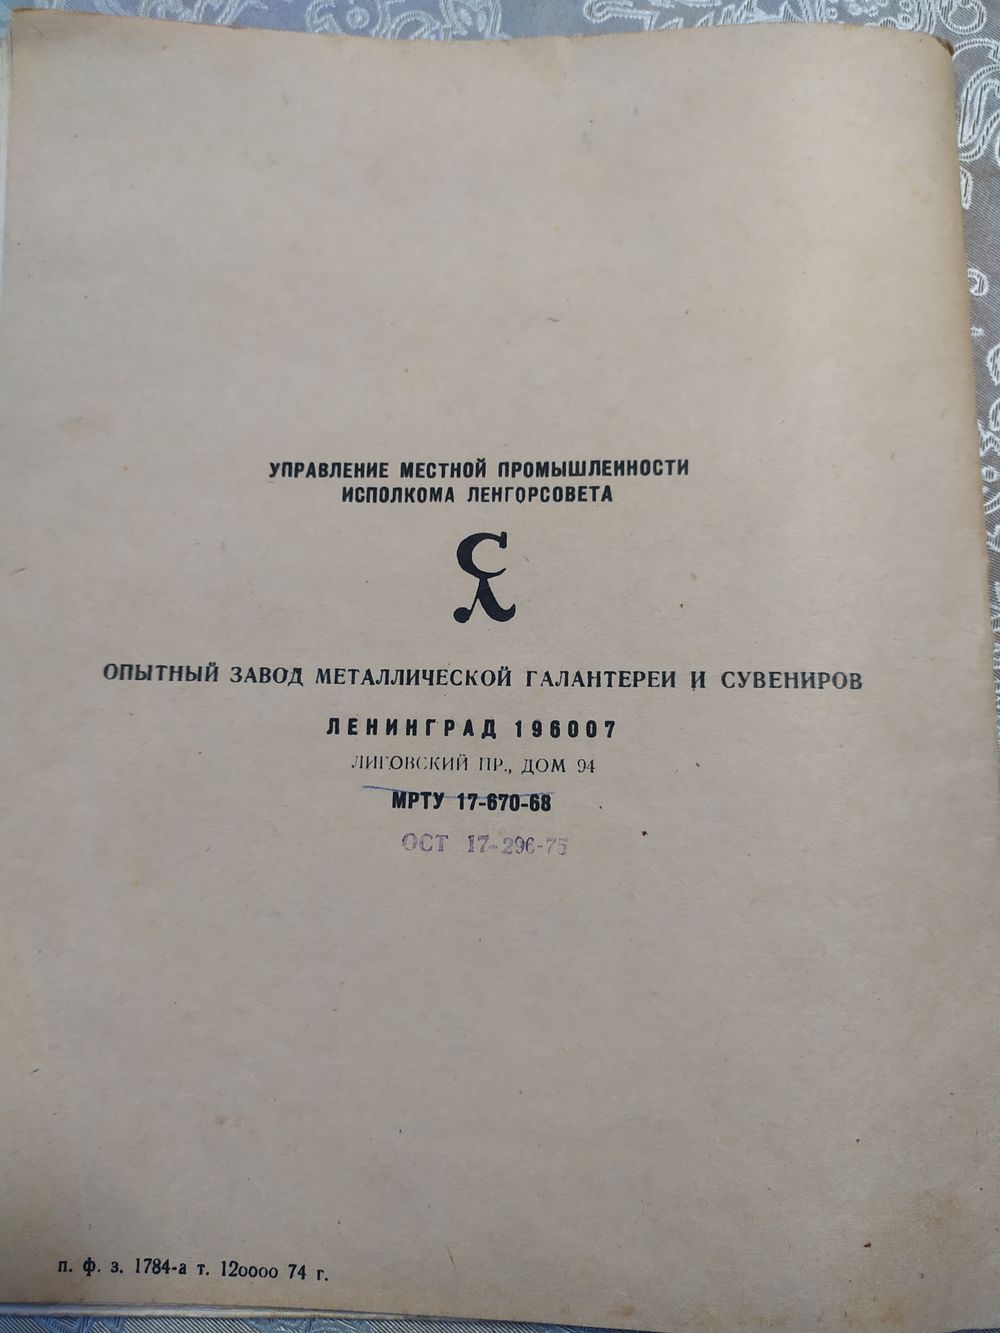 УПРАВЛЕНИЕ МЕСТНОЙ ПРОМЫШЛЕННОСТИ
ИСПОЛКОМА ЛЕНГОРСОВЕТА
С
Л
ОПЫТНЫЙ ЗАВОД МЕТАЛЛИЧЕСКОЙ ГАЛАНТЕРЕИ И СУВЕНИРОВ
ЛЕНИНГРАД 196007
ЛИГОВСКИЙ ПР., ДОМ 94
МРТУ 17-670-68
ОСТ 17-296-75
п. ф. з. 1784-а т. 120000 74 г.